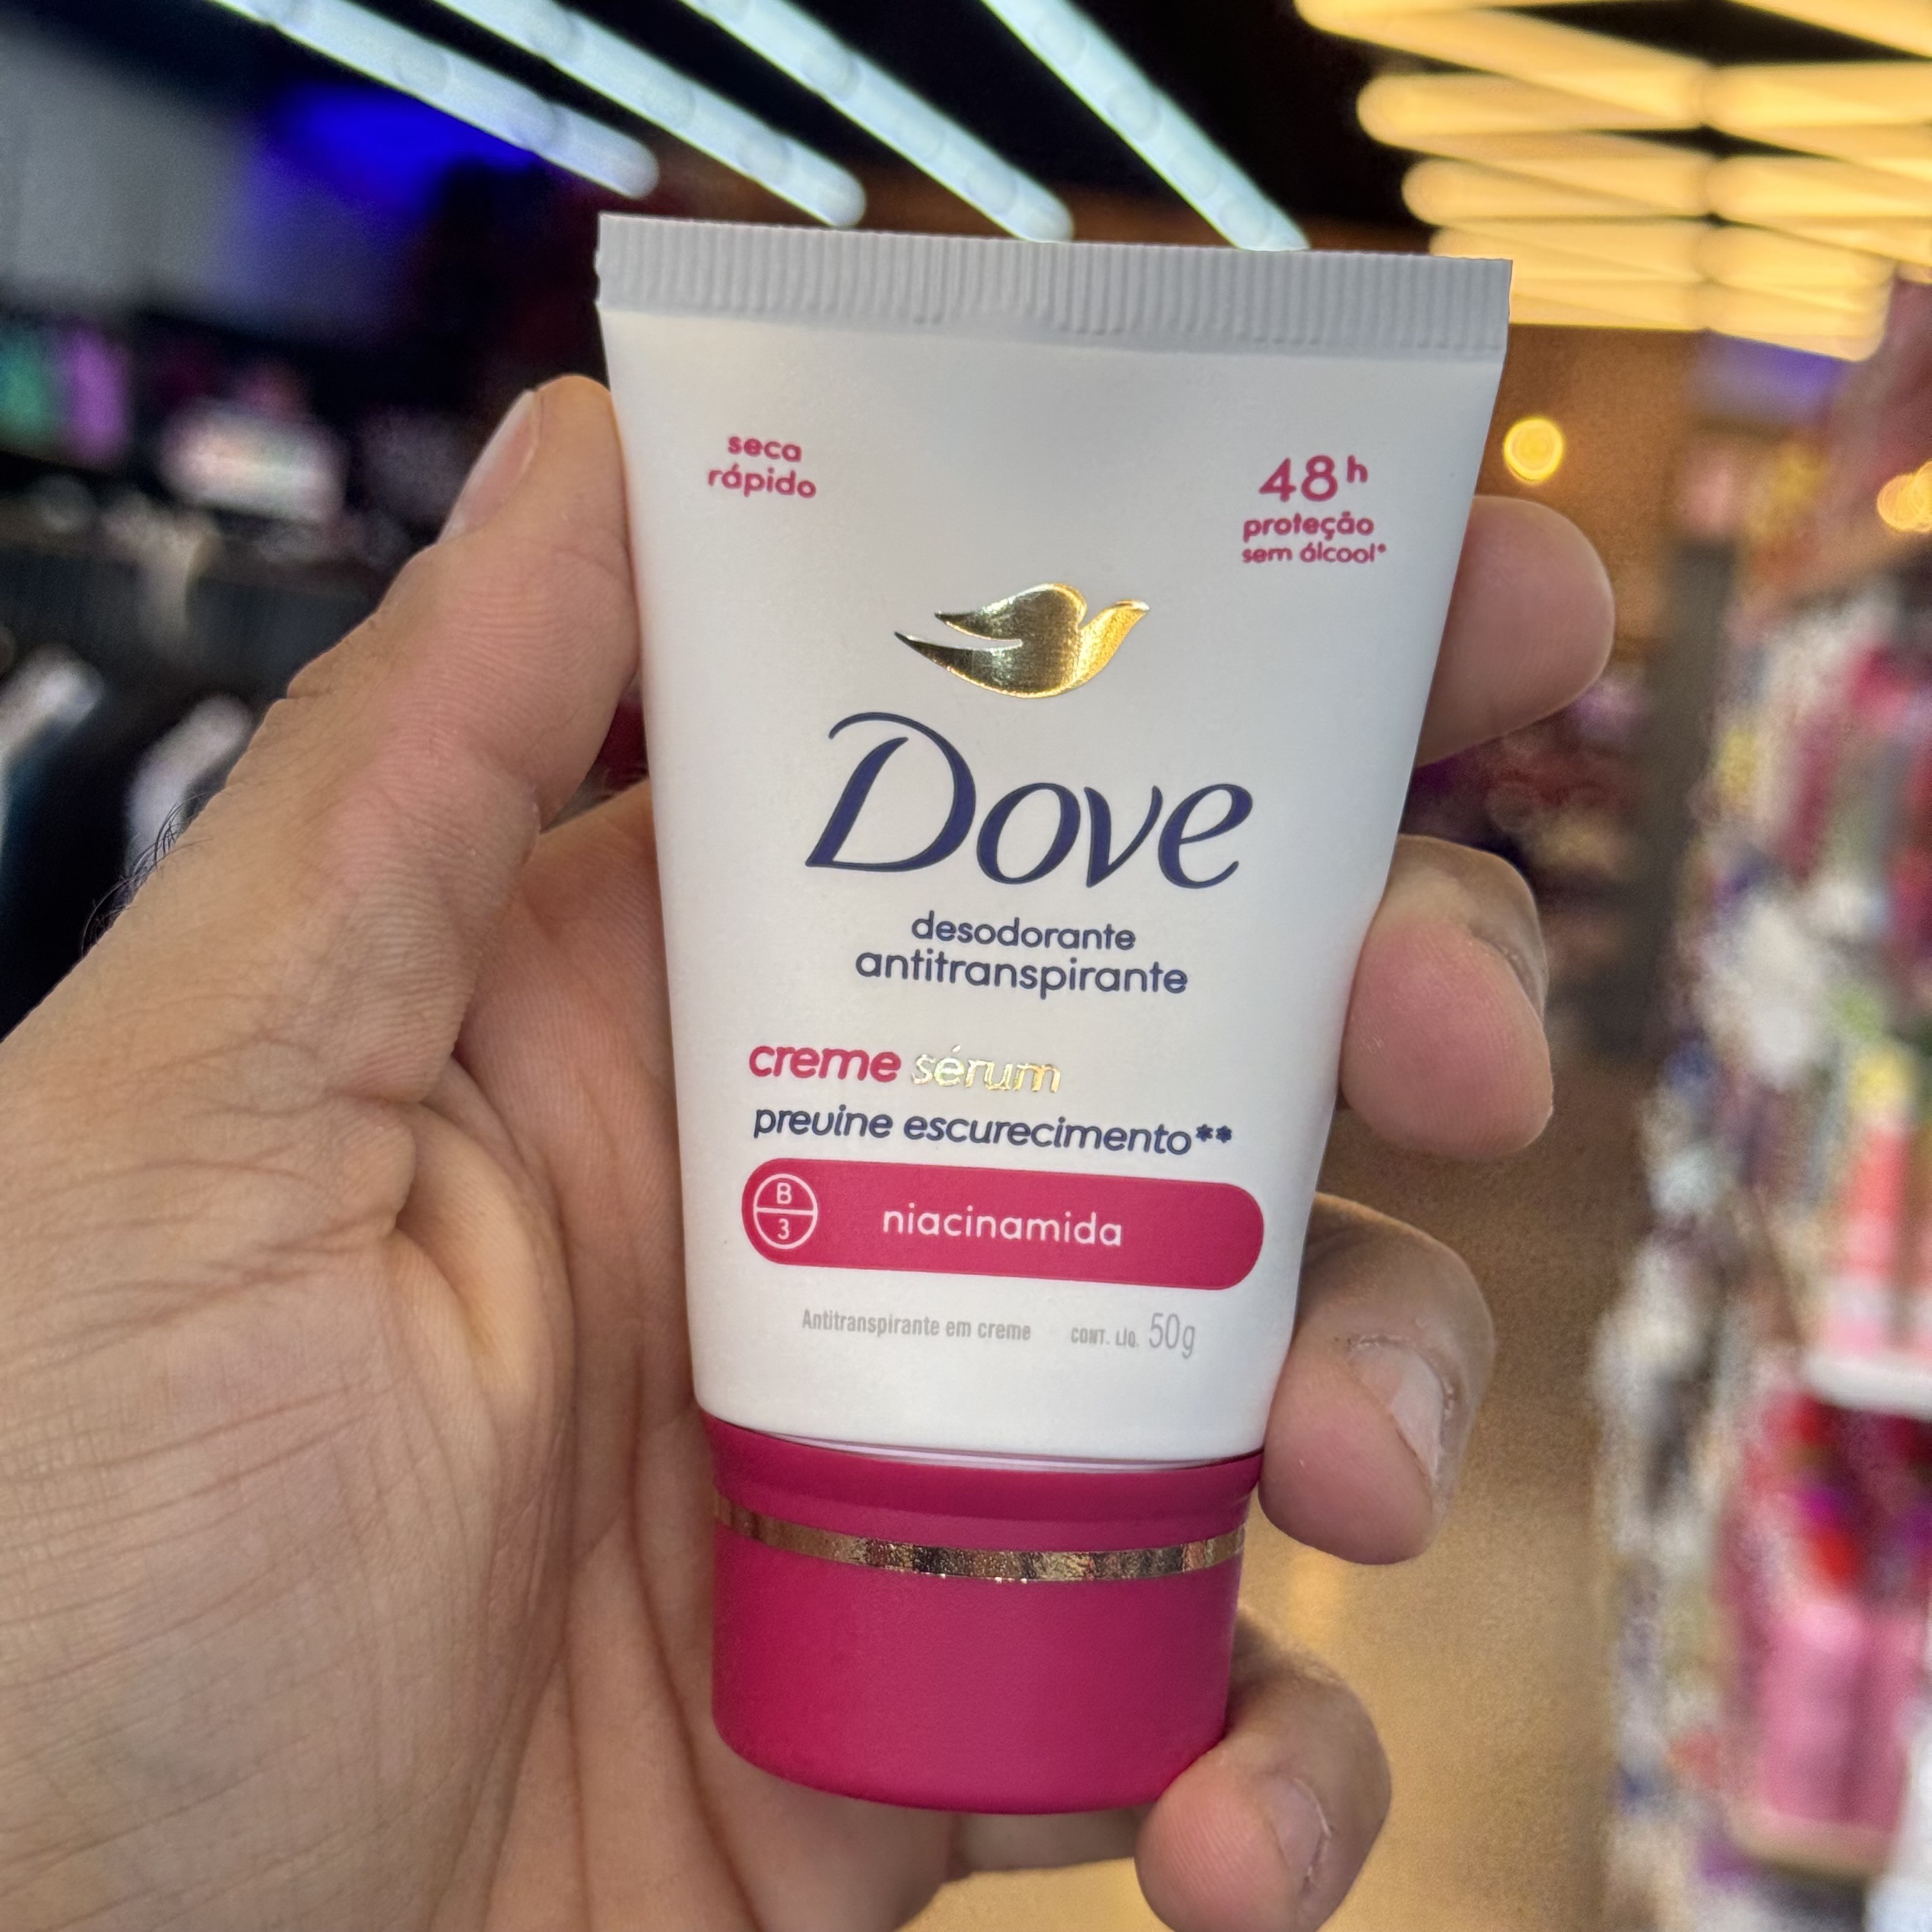 seca
rápido
48h
proteção
sem álcool*
Dove
desodorante
antitranspirante
creme sérum
previne escurecimento**
B
3
niacinamida
Antitranspirante em creme CONT. LÍQ. 50g